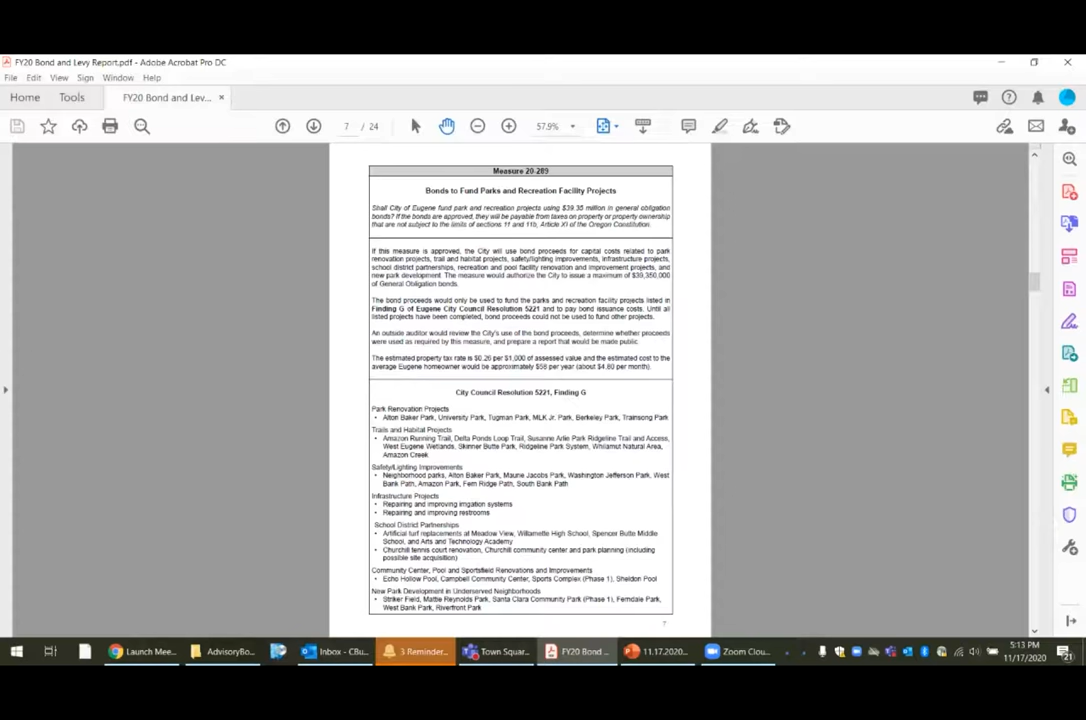 FY20 Bond and Levy Report.pdf - Adobe Acrobat Pro DC
File Edit View Sign Window Help
Home Tools FY20 Bond and Lev... ×
7 / 24 57.9%
Measure 20-289
Bonds to Fund Parks and Recreation Facility Projects
Shall City of Eugene fund park and recreation projects using $39.35 million in general obligation
bonds? If the bonds are approved, they will be payable from taxes on property or property ownership
that are not subject to the limits of sections 11 and 11b, Article XI of the Oregon Constitution.
If this measure is approved, the City will use bond proceeds for capital costs related to park
renovation projects, trail and habitat projects, safety/lighting improvements, infrastructure projects,
school district partnerships, recreation and pool facility renovation and improvement projects, and
new park development. The measure would authorize the City to issue a maximum of $39,350,000
of General Obligation bonds.
The bond proceeds would only be used to fund the parks and recreation facility projects listed in
Finding G of Eugene City Council Resolution 5221 and to pay bond issuance costs. Until all
listed projects have been completed, bond proceeds could not be used to fund other projects.
An outside auditor would review the City's use of the bond proceeds, determine whether proceeds
were used as required by this measure, and prepare a report that would be made public.
The estimated property tax rate is $0.26 per $1,000 of assessed value and the estimated cost to the
average Eugene homeowner would be approximately $58 per year (about $4.80 per month).
City Council Resolution 5221, Finding G
Park Renovation Projects
• Alton Baker Park, University Park, Tugman Park, MLK Jr. Park, Berkeley Park, Trainsong Park
Trails and Habitat Projects
• Amazon Running Trail, Delta Ponds Loop Trail, Susanne Arlie Park Ridgeline Trail and Access,
West Eugene Wetlands, Skinner Butte Park, Ridgeline Park System, Whilamut Natural Area,
Amazon Creek
Safety/Lighting Improvements
• Neighborhood parks, Alton Baker Park, Maurie Jacobs Park, Washington Jefferson Park, West
Bank Path, Amazon Park, Fern Ridge Path, South Bank Path
Infrastructure Projects
• Repairing and improving irrigation systems
• Repairing and improving restrooms
School District Partnerships
• Artificial turf replacements at Meadow View, Willamette High School, Spencer Butte Middle
School, and Arts and Technology Academy
• Churchill tennis court renovation, Churchill community center and park planning (including
possible site acquisition)
Community Center, Pool and Sportsfield Renovations and Improvements
• Echo Hollow Pool, Campbell Community Center, Sports Complex (Phase 1), Sheldon Pool
New Park Development in Underserved Neighborhoods
• Striker Field, Mattie Reynolds Park, Santa Clara Community Park (Phase 1), Ferndale Park,
West Bank Park, Riverfront Park
7
Launch Mee... AdvisoryBo... Inbox - CBu... 3 Reminder... Town Squar... FY20 Bond ... 11.17.2020... Zoom Clou...
5:13 PM
11/17/2020
21